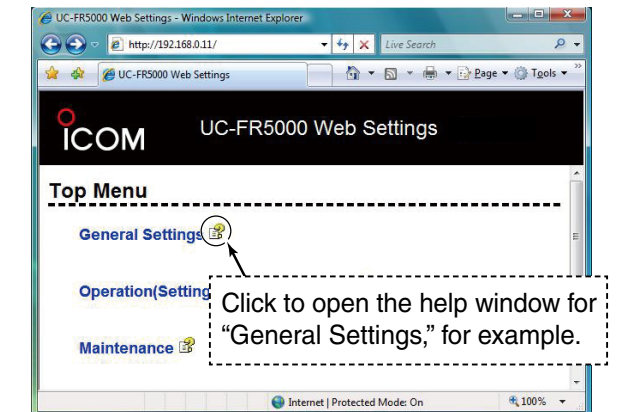 UC-FR5000 Web Settings - Windows Internet Explorer
http://192.168.0.11/ Live Search
UC-FR5000 Web Settings Page Tools
ICOM UC-FR5000 Web Settings
Top Menu
General Settings
Operation(Setting
Click to open the help window for
“General Settings,” for example.
Maintenance
Internet | Protected Mode: On 100%